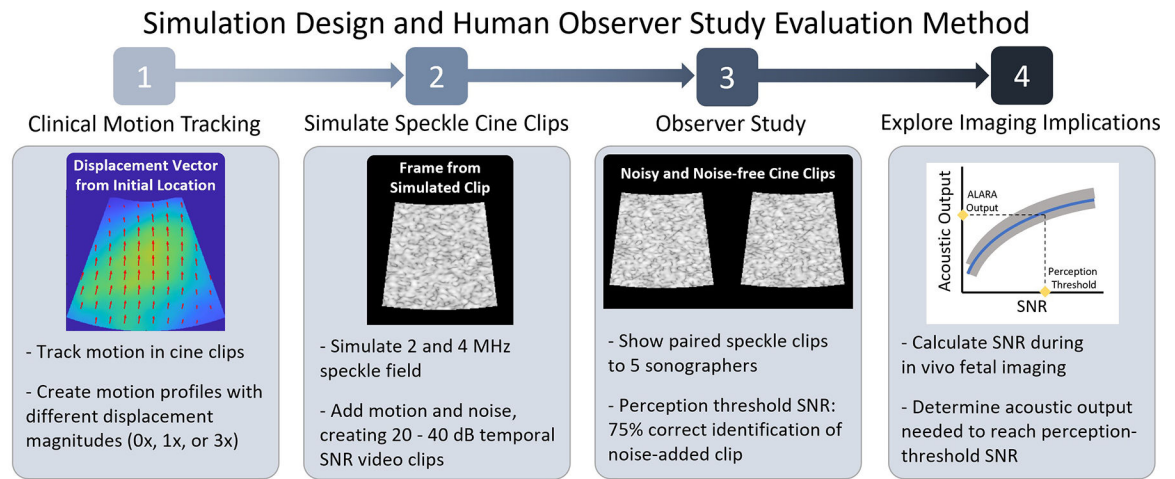 Simulation Design and Human Observer Study Evaluation Method
1
2
3
4
Clinical Motion Tracking
Simulate Speckle Cine Clips
Observer Study
Explore Imaging Implications
Displacement Vector
from Initial Location
- Track motion in cine clips
- Create motion profiles with
different displacement
magnitudes (0x, 1x, or 3x)
Frame from
Simulated Clip
- Simulate 2 and 4 MHz
speckle field
- Add motion and noise,
creating 20 - 40 dB temporal
SNR video clips
Noisy and Noise-free Cine Clips
- Show paired speckle clips
to 5 sonographers
- Perception threshold SNR:
75% correct identification of
noise-added clip
Acoustic Output
ALARA
Output
Perception
Threshold
SNR
- Calculate SNR during
in vivo fetal imaging
- Determine acoustic output
needed to reach perception-
threshold SNR